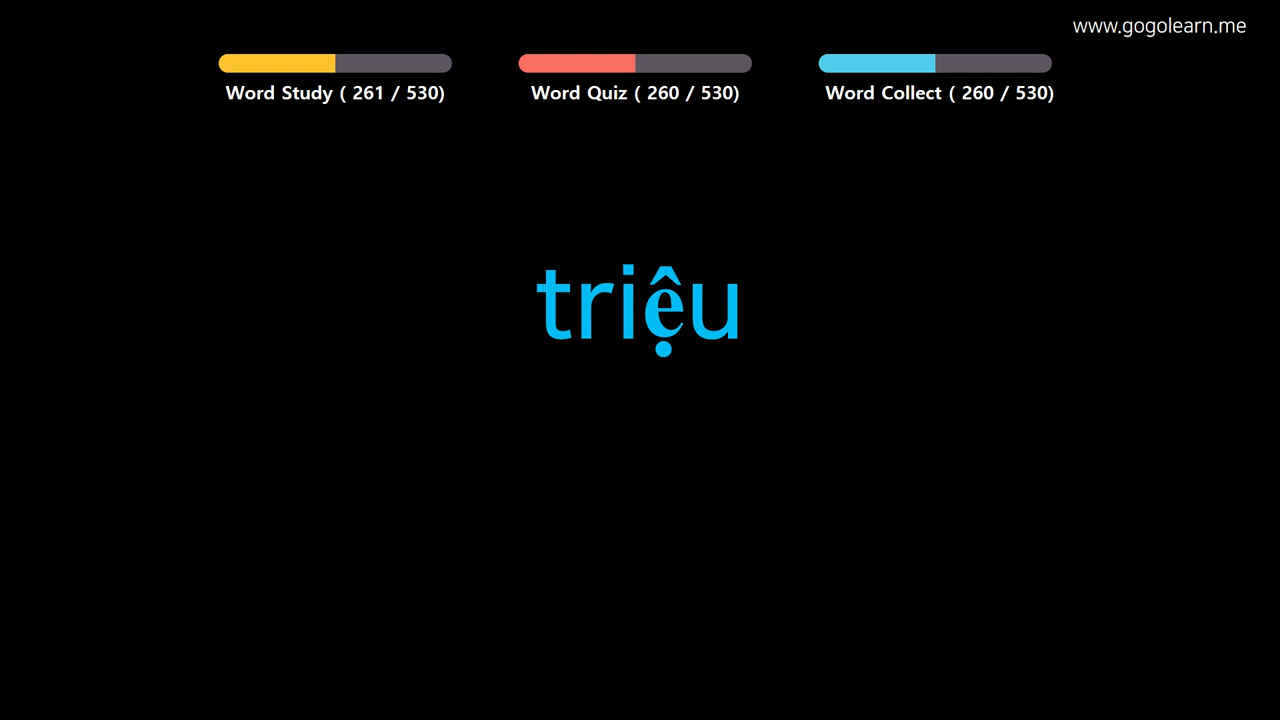 www.gogolearn.me
Word Study ( 261 / 530)
Word Quiz ( 260 / 530)
Word Collect ( 260 / 530)
triệu